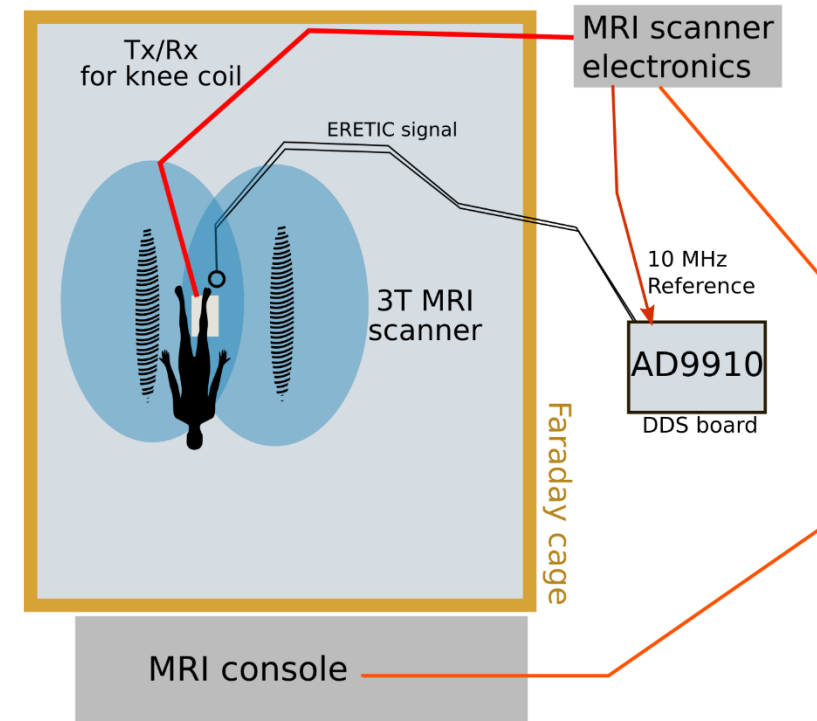 MRI scanner
electronics
Tx/Rx
for knee coil
ERETIC signal
10 MHz
Reference
3T MRI
scanner
AD9910
DDS board
Faraday cage
MRI console